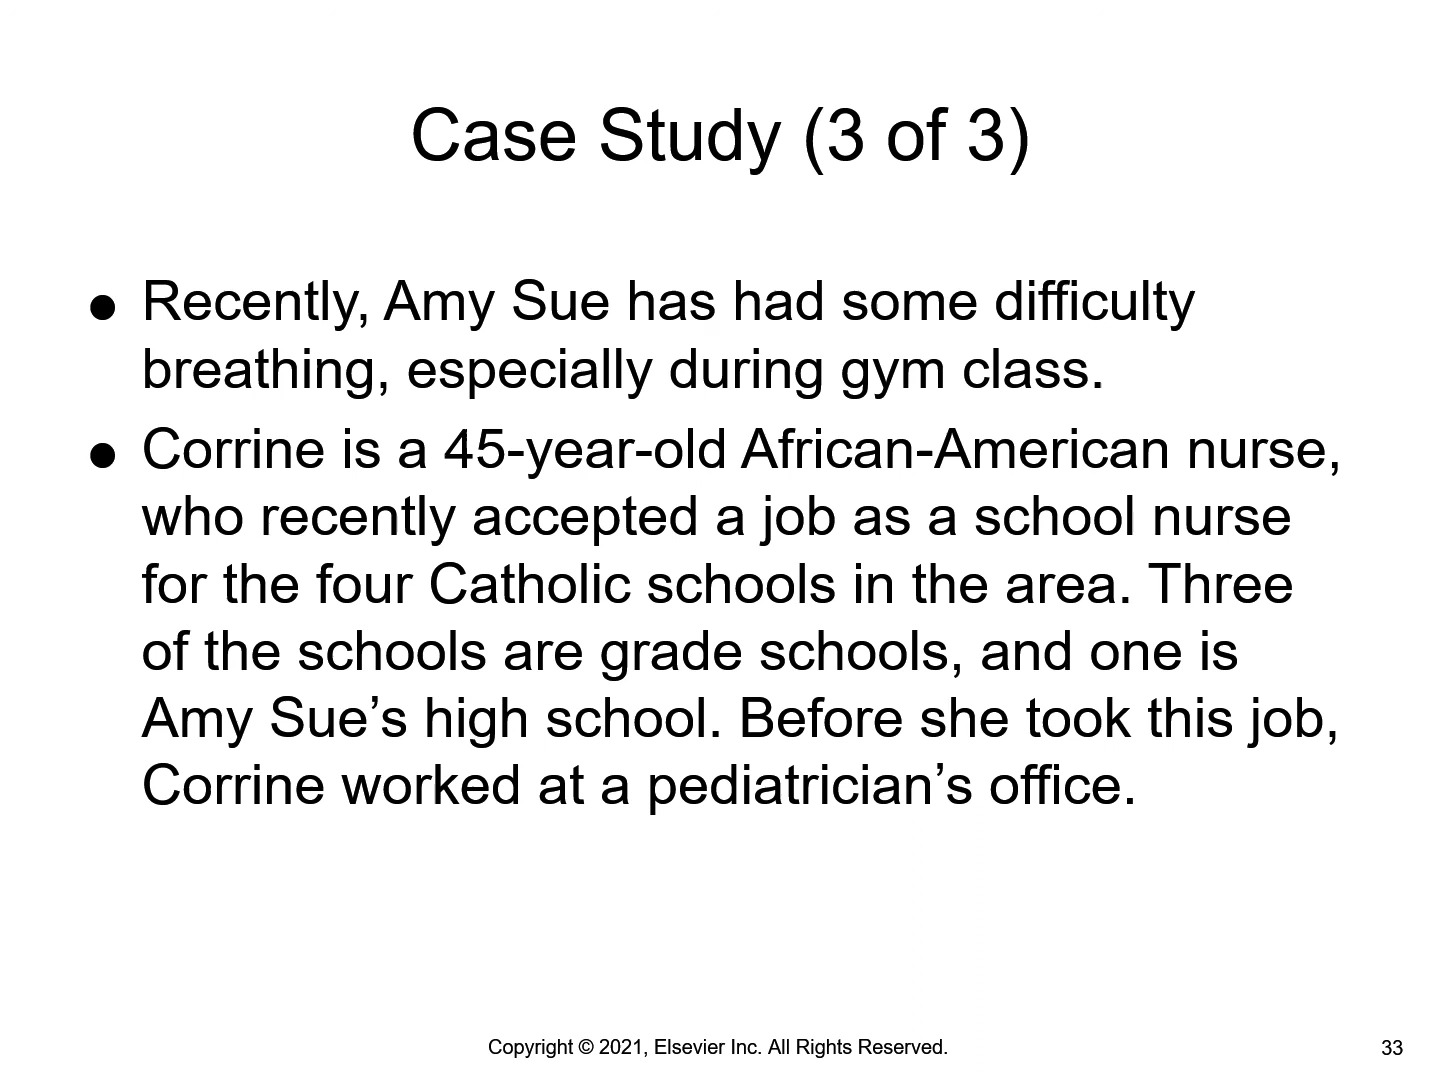 Case Study (3 of 3)
● Recently, Amy Sue has had some difficulty
breathing, especially during gym class.
● Corrine is a 45-year-old African-American nurse,
who recently accepted a job as a school nurse
for the four Catholic schools in the area. Three
of the schools are grade schools, and one is
Amy Sue’s high school. Before she took this job,
Corrine worked at a pediatrician’s office.
Copyright © 2021, Elsevier Inc. All Rights Reserved.
33